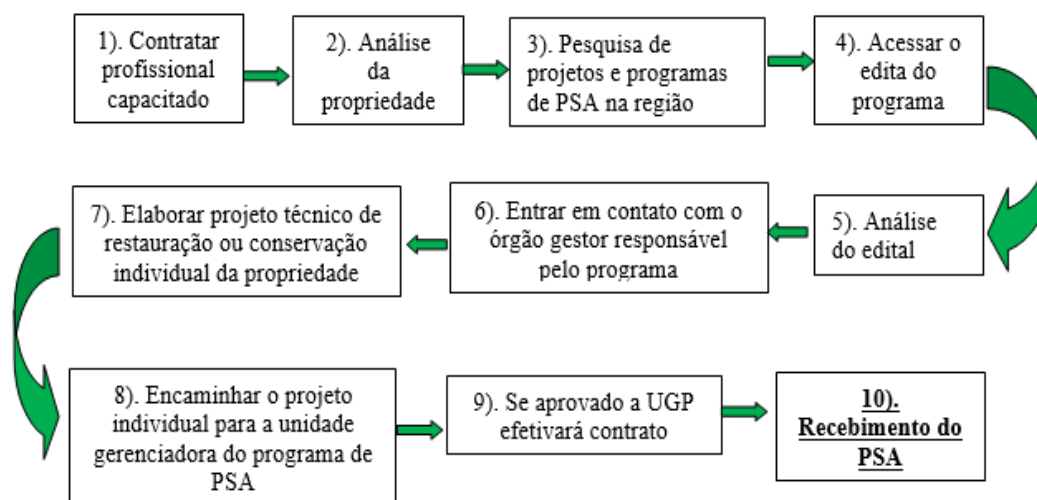 1). Contratar
profissional
capacitado
2). Análise
da
propriedade
3). Pesquisa de
projetos e programas
de PSA na região
4). Acessar o
edita do
programa
5). Análise
do edital
6). Entrar em contato com o
órgão gestor responsável
pelo programa
7). Elaborar projeto técnico de
restauração ou conservação
individual da propriedade
8). Encaminhar o projeto
individual para a unidade
gerenciadora do programa de
PSA
9). Se aprovado a UGP
efetivará contrato
10).
Recebimento do
PSA